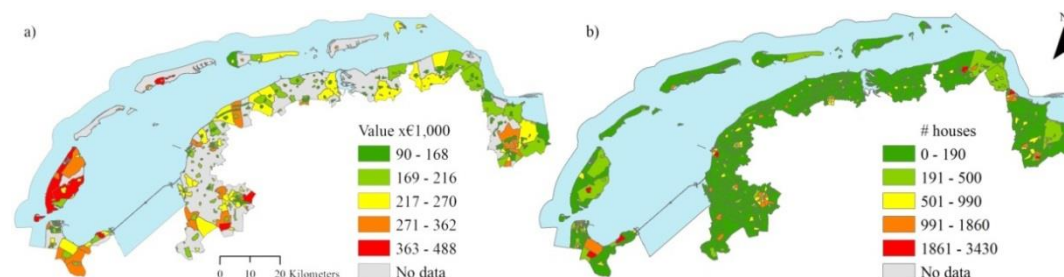 a)
Value x€1,000
90 - 168
169 - 216
217 - 270
271 - 362
363 - 488
No data
0 10 20 Kilometers
b)
N
# houses
0 - 190
191 - 500
501 - 990
991 - 1860
1861 - 3430
No data